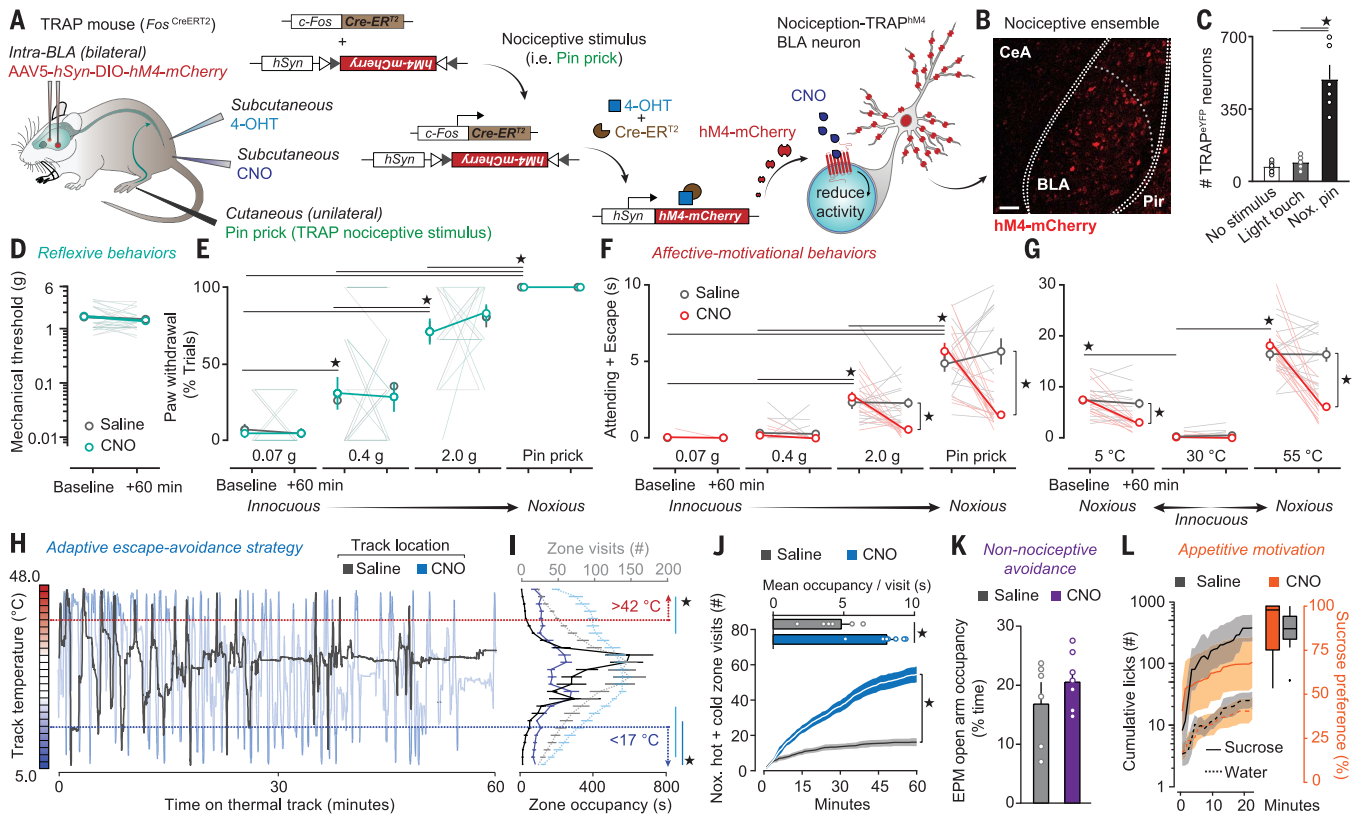 A
TRAP mouse (Fos CreERT2)
Intra-BLA (bilateral)
AAV5-hSyn-DIO-hM4-mCherry
Subcutaneous
4-OHT
Subcutaneous
CNO
Cutaneous (unilateral)
Pin prick (TRAP nociceptive stimulus)
c-Fos Cre-ERT2
+
hSyn hM4-mCherry
Nociceptive stimulus
(i.e. Pin prick)
c-Fos Cre-ERT2
hSyn hM4-mCherry
4-OHT
+
Cre-ERT2
hSyn hM4-mCherry
hM4-mCherry
Nociception-TRAPhM4
BLA neuron
CNO
reduce
activity
B Nociceptive ensemble
CeA
BLA
Pir
hM4-mCherry
C
# TRAPeYFP neurons
700
350
0
No stimulus
Light touch
Nox. pin
D Reflexive behaviors
Mechanical threshold (g)
6
1
0.1
0.01
Saline
CNO
Baseline +60 min
E
Paw withdrawal
(% Trials)
100
50
0
0.07 g 0.4 g 2.0 g Pin prick
Baseline +60 min
Innocuous Noxious
F Affective-motivational behaviors
Attending + Escape (s)
10
5
0
Saline
CNO
0.07 g 0.4 g 2.0 g Pin prick
Baseline +60 min
Innocuous Noxious
G
30
20
10
0
5 °C 30 °C 55 °C
Baseline +60 min
Noxious Innocuous Noxious
H Adaptive escape-avoidance strategy
Track location
Saline CNO
Track temperature (°C)
48.0
5.0
0 30 60
Time on thermal track (minutes)
I
Zone visits (#)
0 50 100 150 200
>42 °C
<17 °C
0 400 800
Zone occupancy (s)
J
Saline CNO
Mean occupancy / visit (s)
0 5 10
Nox. hot + cold zone visits (#)
80
60
40
20
0
0 15 30 45 60
Minutes
K Non-nociceptive
avoidance
Saline CNO
EPM open arm occupancy
(% time)
30
20
10
0
L Appetitive motivation
Saline CNO
Cumulative licks (#)
1000
100
10
1
Sucrose
Water
0 10 20
Minutes
100
75
50
25
0
Sucrose preference (%)